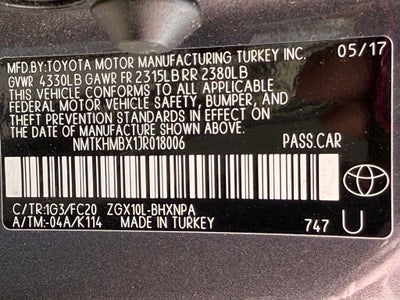 MFD.BY:TOYOTA MOTOR MANUFACTURING TURKEY INC. 05/17
GVWR 4330LB GAWR FR 2315LB RR 2380LB
THIS VEHICLE CONFORMS TO ALL APPLICABLE
FEDERAL MOTOR VEHICLE SAFETY, BUMPER, AND
THEFT PREVENTION STANDARDS IN EFFECT ON THE
DATE OF MANUFACTURE SHOWN ABOVE.
NMTKHMBX1JR018006 PASS.CAR
C/TR:1G3/FC20 ZGX10L-BHXNPA
A/TM:-04A/K114 MADE IN TURKEY 747 U